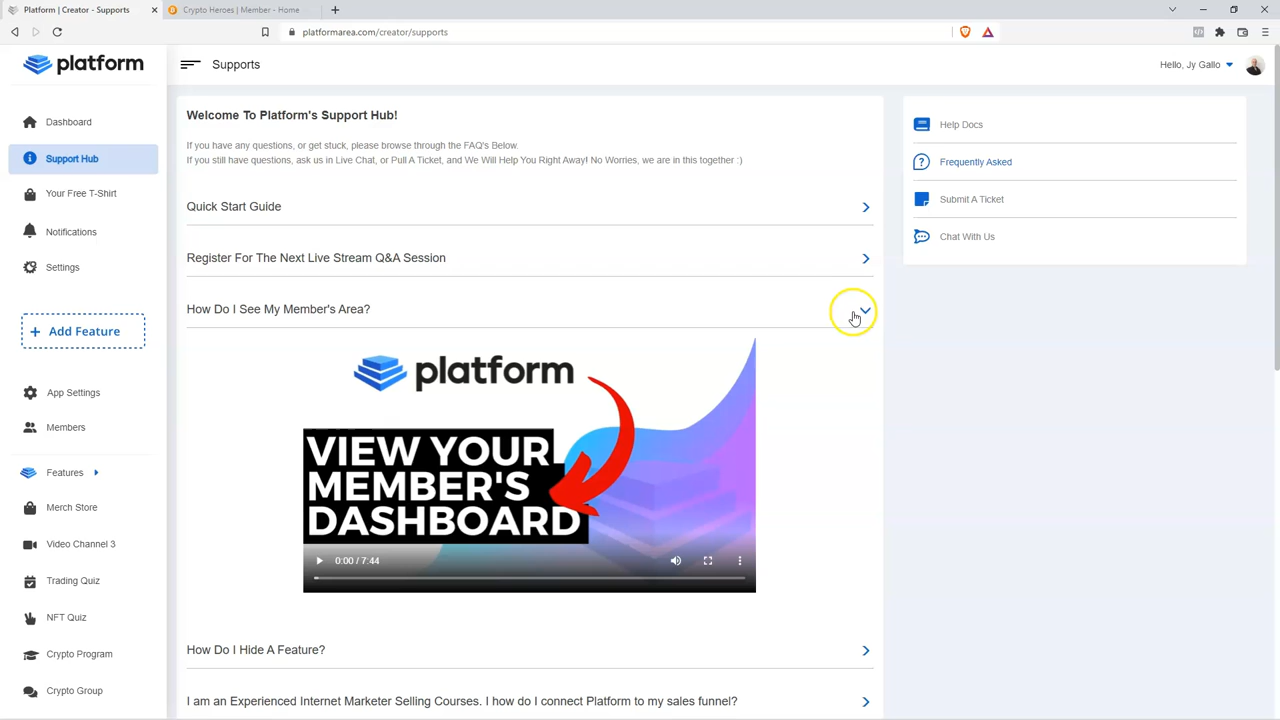 Platform | Creator - Supports
Crypto Heroes | Member - Home
platformarea.com/creator/supports
platform
Supports
Hello, Jy Gallo
Dashboard
Support Hub
Your Free T-Shirt
Notifications
Settings
+ Add Feature
App Settings
Members
Features
Merch Store
Video Channel 3
Trading Quiz
NFT Quiz
Crypto Program
Crypto Group
Welcome To Platform's Support Hub!
If you have any questions, or get stuck, please browse through the FAQ's Below.
If you still have questions, ask us in Live Chat, or Pull A Ticket, and We Will Help You Right Away! No Worries, we are in this together :)
Quick Start Guide
Register For The Next Live Stream Q&A Session
How Do I See My Member's Area?
platform
VIEW YOUR
MEMBER'S
DASHBOARD
0:00 / 7:44
How Do I Hide A Feature?
I am an Experienced Internet Marketer Selling Courses. I how do I connect Platform to my sales funnel?
Help Docs
Frequently Asked
Submit A Ticket
Chat With Us